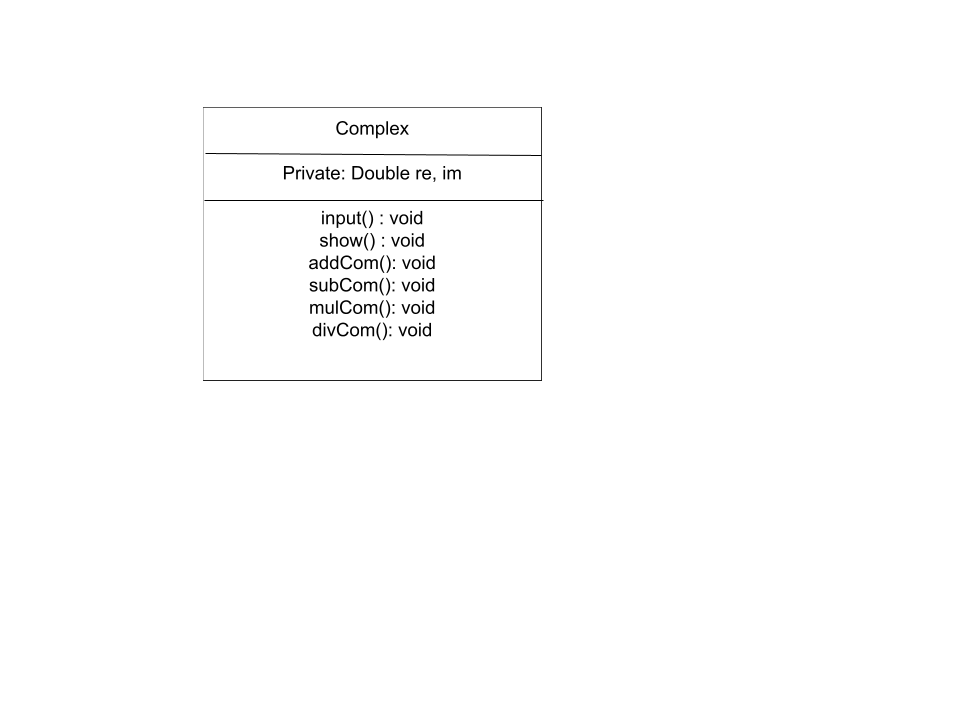 Complex
Private: Double re, im
input() : void
show() : void
addCom(): void
subCom(): void
mulCom(): void
divCom(): void